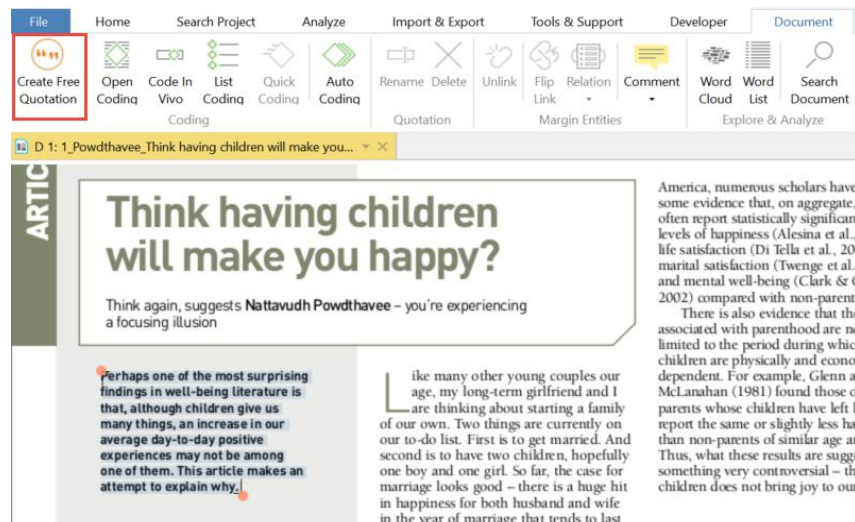 File Home Search Project Analyze Import & Export Tools & Support Developer Document
Create Free Quotation
Open Coding
Code In Vivo
List Coding
Quick Coding
Auto Coding
Coding
Rename Delete
Quotation
Unlink
Flip Link
Relation
Comment
Margin Entities
Word Cloud
Word List
Search Document
Explore & Analyze
D 1: 1_Powdthavee_Think having children will make you...
ARTIC
Think having children
will make you happy?
Think again, suggests Nattavudh Powdthavee – you're experiencing
a focusing illusion
Perhaps one of the most surprising
findings in well-being literature is
that, although children give us
many things, an increase in our
average day-to-day positive
experiences may not be among
one of them. This article makes an
attempt to explain why.
Like many other young couples our
age, my long-term girlfriend and I
are thinking about starting a family
of our own. Two things are currently on
our to-do list. First is to get married. And
second is to have two children, hopefully
one boy and one girl. So far, the case for
marriage looks good – there is a huge hit
in happiness for both husband and wife
in the year of marriage that tends to last
America, numerous scholars have
some evidence that, on aggregate,
often report statistically significan
levels of happiness (Alesina et al.,
life satisfaction (Di Tella et al., 20
marital satisfaction (Twenge et al.
and mental well-being (Clark &
2002) compared with non-parent
There is also evidence that the
associated with parenthood are no
limited to the period during which
children are physically and econo
dependent. For example, Glenn a
McLanahan (1981) found those o
parents whose children have left
report the same or slightly less ha
than non-parents of similar age a
Thus, what these results are sugge
something very controversial – th
children does not bring joy to our